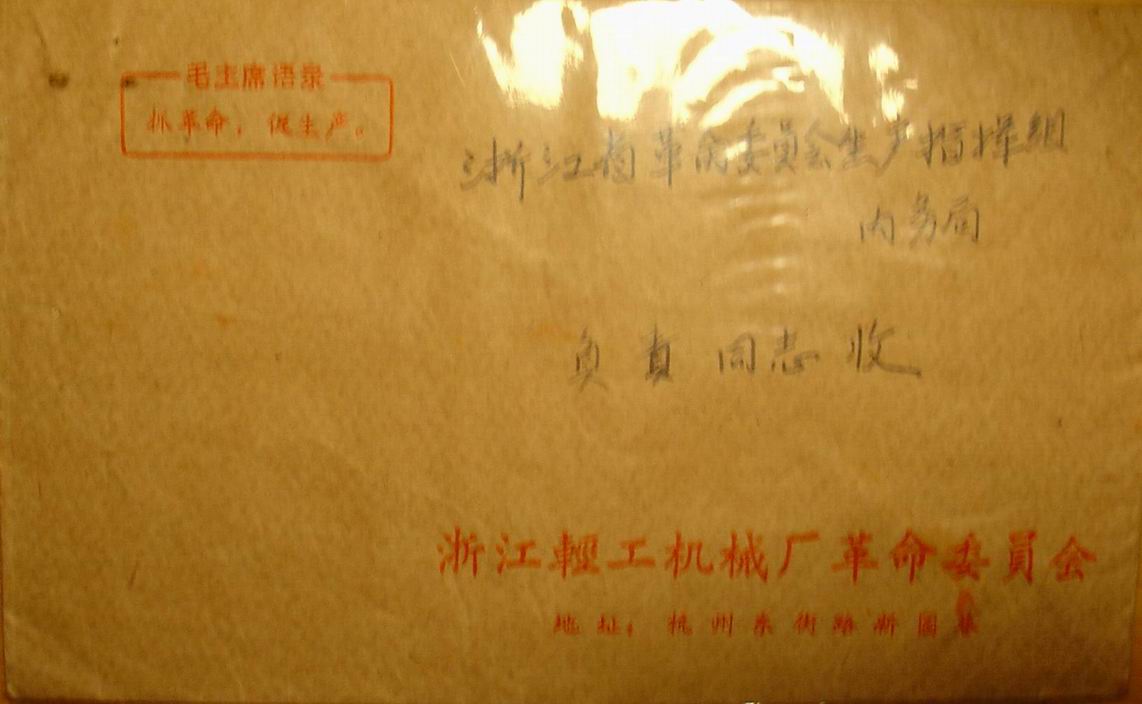 毛主席语录
抓革命，促生产。
浙江省革命委员会生产指挥组
内务局
负责同志收
浙江輕工机械厂革命委員会
地址：杭州东街路新园